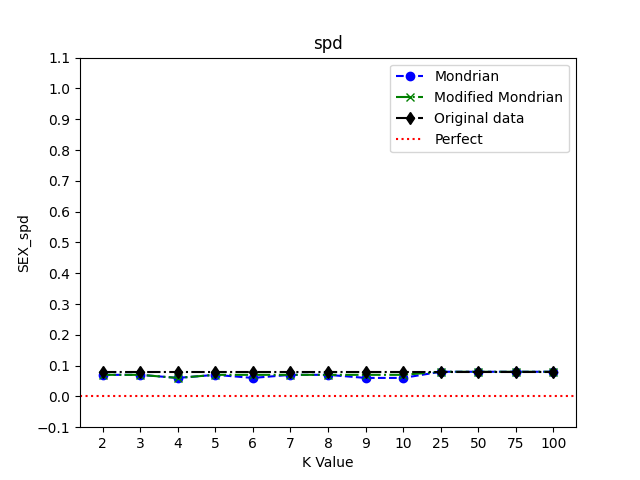 spd
Mondrian
Modified Mondrian
Original data
Perfect
SEX_spd
1.1
1.0
0.9
0.8
0.7
0.6
0.5
0.4
0.3
0.2
0.1
0.0
−0.1
2 3 4 5 6 7 8 9 10 25 50 75 100
K Value